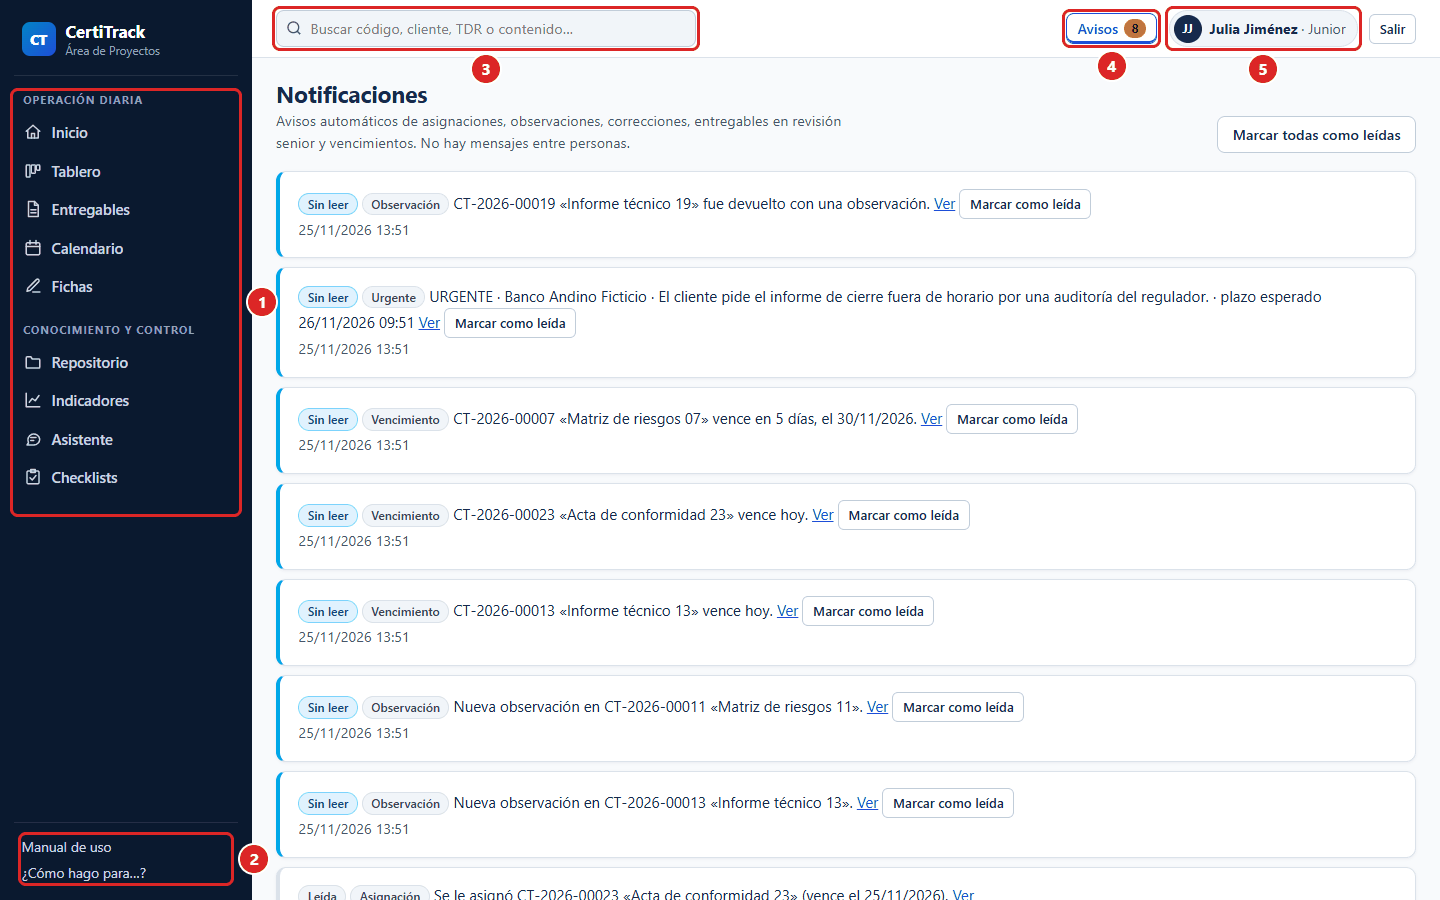 CT
CertiTrack
Área de Proyectos
OPERACIÓN DIARIA
Inicio
Tablero
Entregables
Calendario
Fichas
CONOCIMIENTO Y CONTROL
Repositorio
Indicadores
Asistente
Checklists
Manual de uso
¿Cómo hago para...?
1
2
Buscar código, cliente, TDR o contenido...
3
Avisos 8
4
JJ Julia Jiménez · Junior
5
Salir
Notificaciones
Avisos automáticos de asignaciones, observaciones, correcciones, entregables en revisión
senior y vencimientos. No hay mensajes entre personas.
Marcar todas como leídas
Sin leer Observación CT-2026-00019 «Informe técnico 19» fue devuelto con una observación. Ver Marcar como leída
25/11/2026 13:51
Sin leer Urgente URGENTE · Banco Andino Ficticio · El cliente pide el informe de cierre fuera de horario por una auditoría del regulador. · plazo esperado
26/11/2026 09:51 Ver Marcar como leída
25/11/2026 13:51
Sin leer Vencimiento CT-2026-00007 «Matriz de riesgos 07» vence en 5 días, el 30/11/2026. Ver Marcar como leída
25/11/2026 13:51
Sin leer Vencimiento CT-2026-00023 «Acta de conformidad 23» vence hoy. Ver Marcar como leída
25/11/2026 13:51
Sin leer Vencimiento CT-2026-00013 «Informe técnico 13» vence hoy. Ver Marcar como leída
25/11/2026 13:51
Sin leer Observación Nueva observación en CT-2026-00011 «Matriz de riesgos 11». Ver Marcar como leída
25/11/2026 13:51
Sin leer Observación Nueva observación en CT-2026-00013 «Informe técnico 13». Ver Marcar como leída
25/11/2026 13:51
Leída Asignación Se le asignó CT-2026-00023 «Acta de conformidad 23» (vence el 25/11/2026). Ver